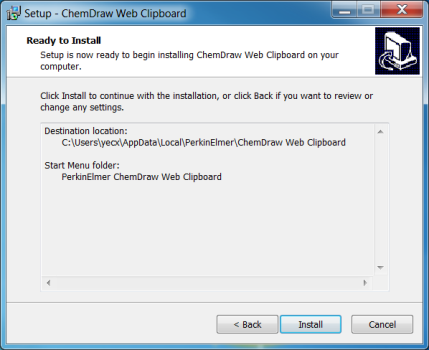 Setup - ChemDraw Web Clipboard
Ready to Install
Setup is now ready to begin installing ChemDraw Web Clipboard on your
computer.
Click Install to continue with the installation, or click Back if you want to review or
change any settings.
Destination location:
C:\Users\yecx\AppData\Local\PerkinElmer\ChemDraw Web Clipboard
Start Menu folder:
PerkinElmer ChemDraw Web Clipboard
< Back
Install
Cancel